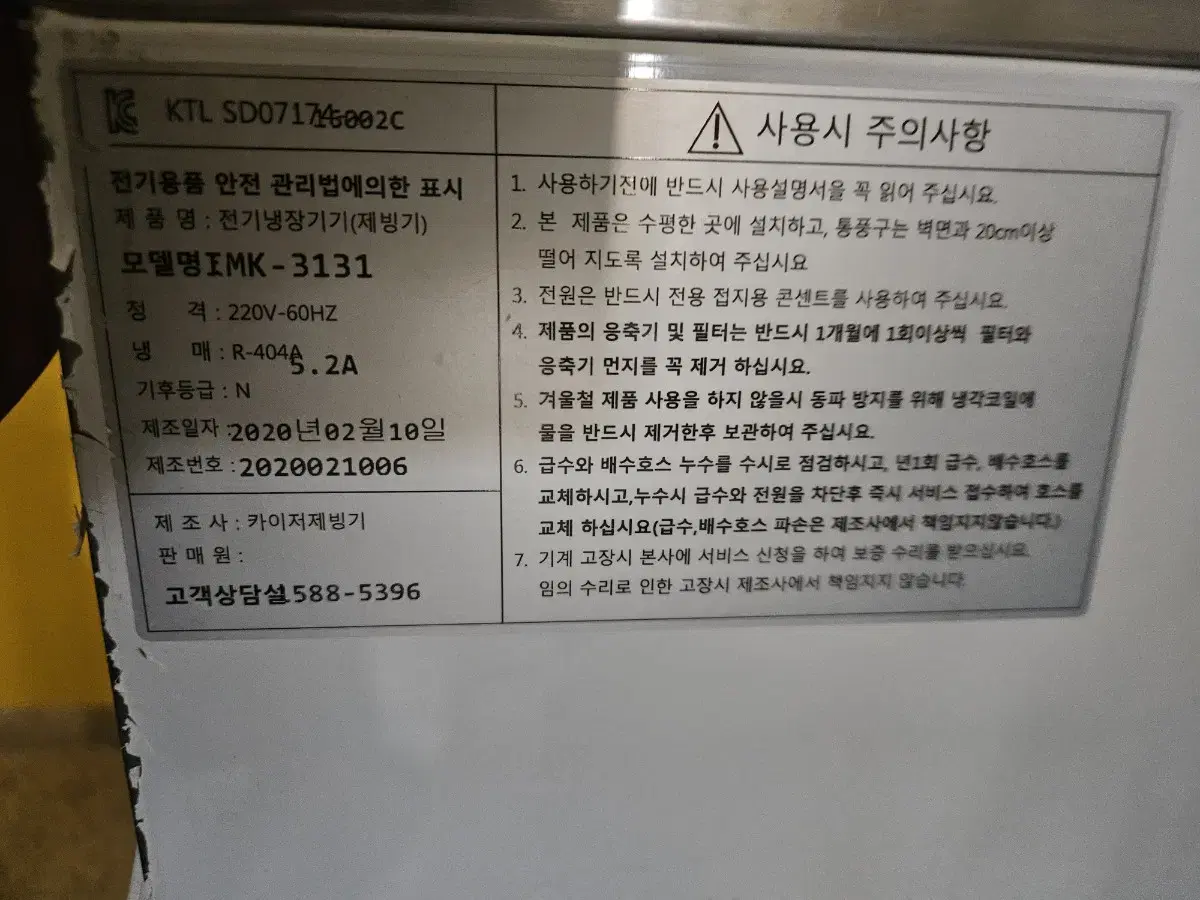 KTL SD0717
002C
전기용품 안전 관리법에의한 표시
제 품 명 : 전기냉장기기(제빙기)
모델명IMK-3131
정 격 : 220V-60HZ
냉 매 : R-404A
5.2A
기후등급 : N
제조일자 :2020년02월10일
제조번호 :2020021006
제 조 사 : 카이저제빙기
판 매 원 :
고객상담실1588-5396
사용시 주의사항
1. 사용하기전에 반드시 사용설명서을 꼭 읽어 주십시요.
2. 본 제품은 수평한 곳에 설치하고, 통풍구는 벽면과 20cm이상
떨어 지도록 설치하여 주십시요
3. 전원은 반드시 전용 접지용 콘센트를 사용하여 주십시요.
4. 제품의 응축기 및 필터는 반드시 1개월에 1회이상씩 필터와
응축기 먼지를 꼭 제거 하십시요.
5. 겨울철 제품 사용을 하지 않을시 동파 방지를 위해 냉각코일에
물을 반드시 제거한후 보관하여 주십시요.
6. 급수와 배수호스 누수를 수시로 점검하시고, 년1회 급수, 배수호스를
교체하시고,누수시 급수와 전원을 차단후 즉시 서비스 접수하여 호스를
교체 하십시요(급수,배수호스 파손은 제조사에서 책임지지않습니다.)
7. 기계 고장시 본사에 서비스 신청을 하여 보증 수리를 받으십시요.
임의 수리로 인한 고장시 제조사에서 책임지지 않습니다.